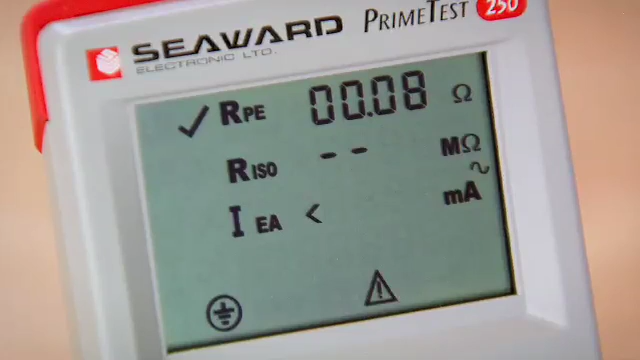 SEAWARD PRIMETEST 250
ELECTRONIC LTD.
✓ RPE 00.08 Ω
RISO -- MΩ
IEA < mA